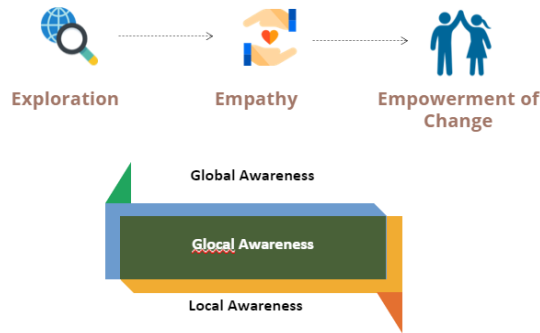 Exploration
Empathy
Empowerment of
Change
Global Awareness
Glocal Awareness
Local Awareness